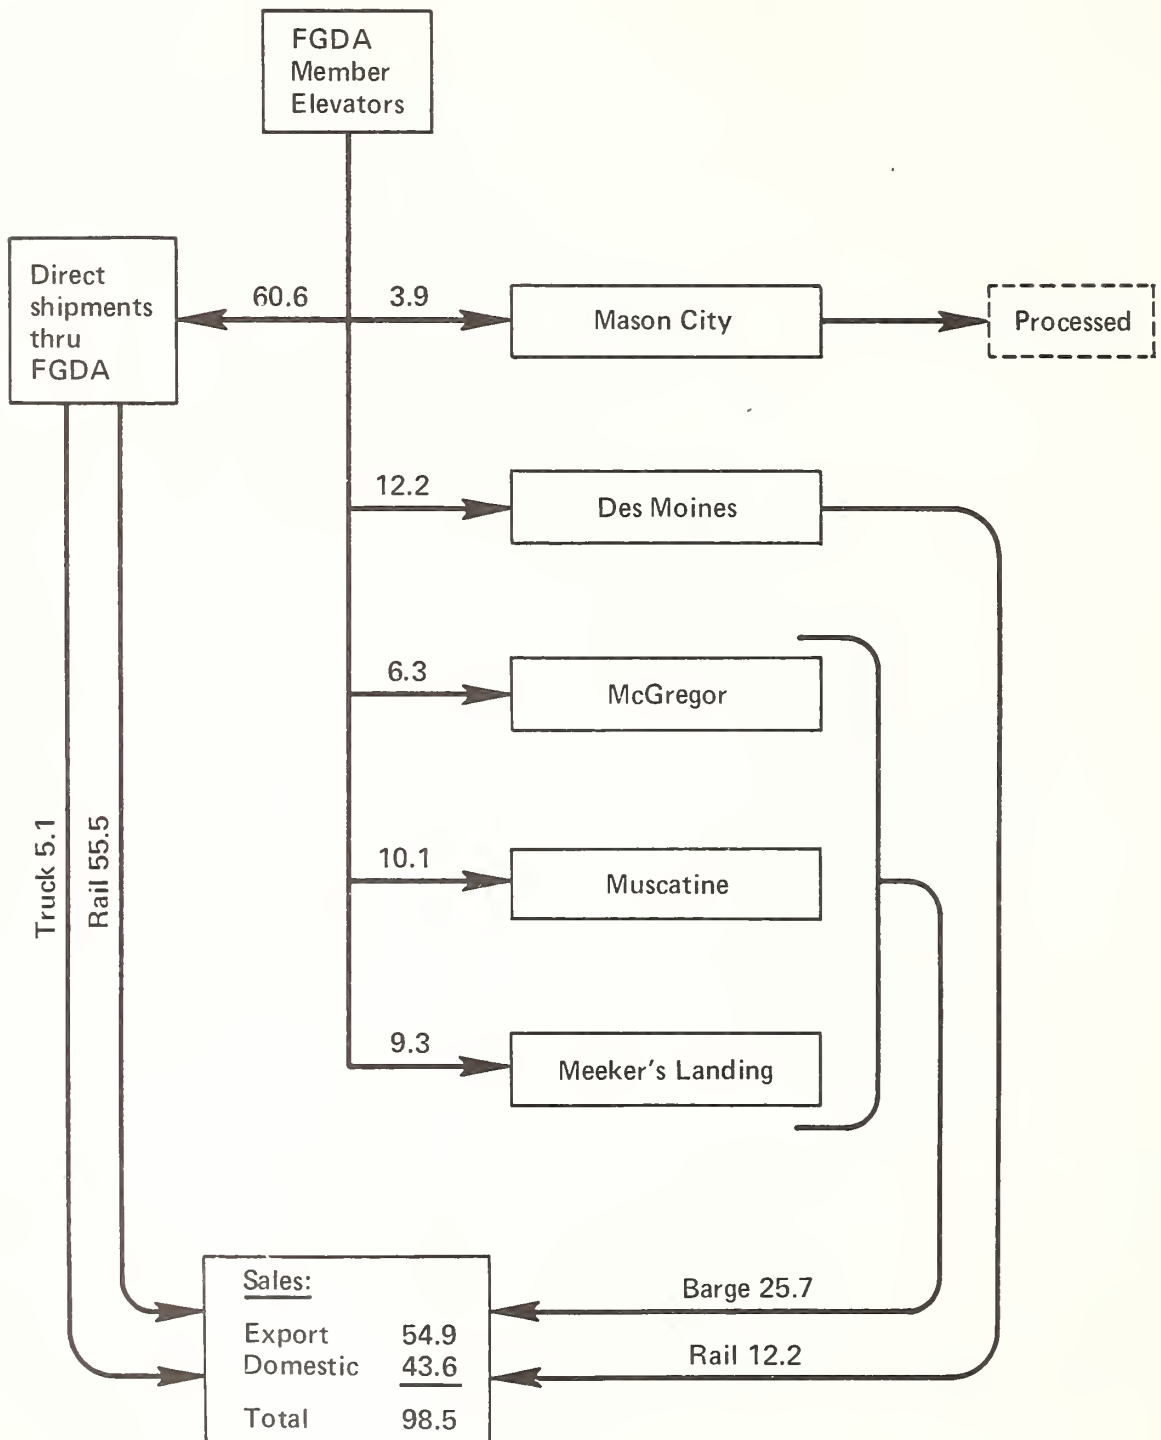 FGDA
Member
Elevators
Direct
shipments
thru
FGDA
60.6
3.9
Mason City
Processed
12.2
Des Moines
6.3
McGregor
10.1
Muscatine
9.3
Meeker's Landing
Truck 5.1
Rail 55.5
Sales:
Export 54.9
Domestic 43.6
Total 98.5
Barge 25.7
Rail 12.2